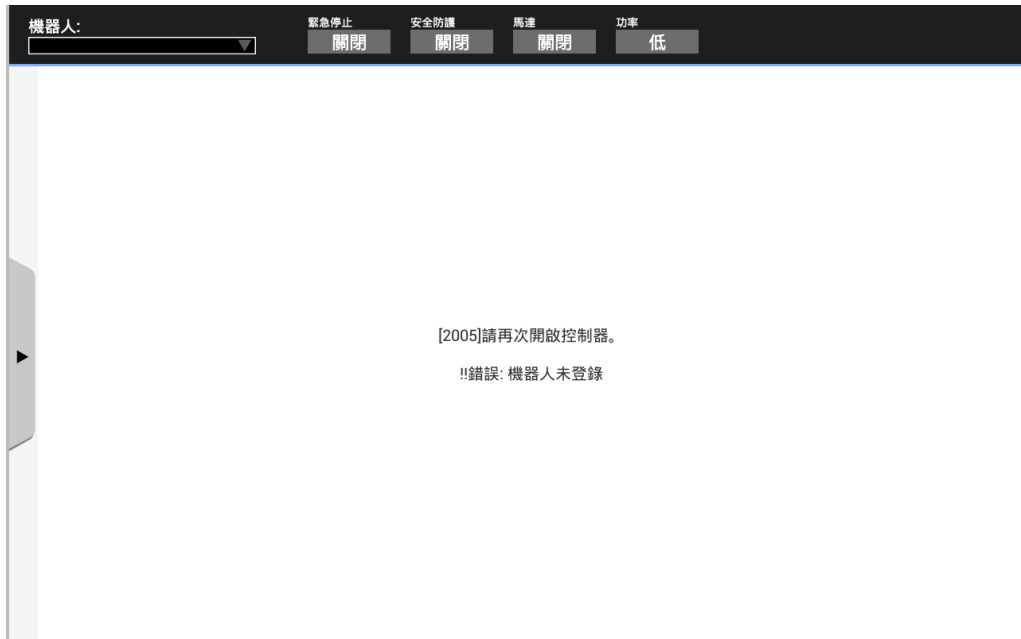 機器人:
緊急停止
安全防護
馬達
功率
關閉
關閉
關閉
低
[2005]請再次開啟控制器。
!!錯誤: 機器人未登錄